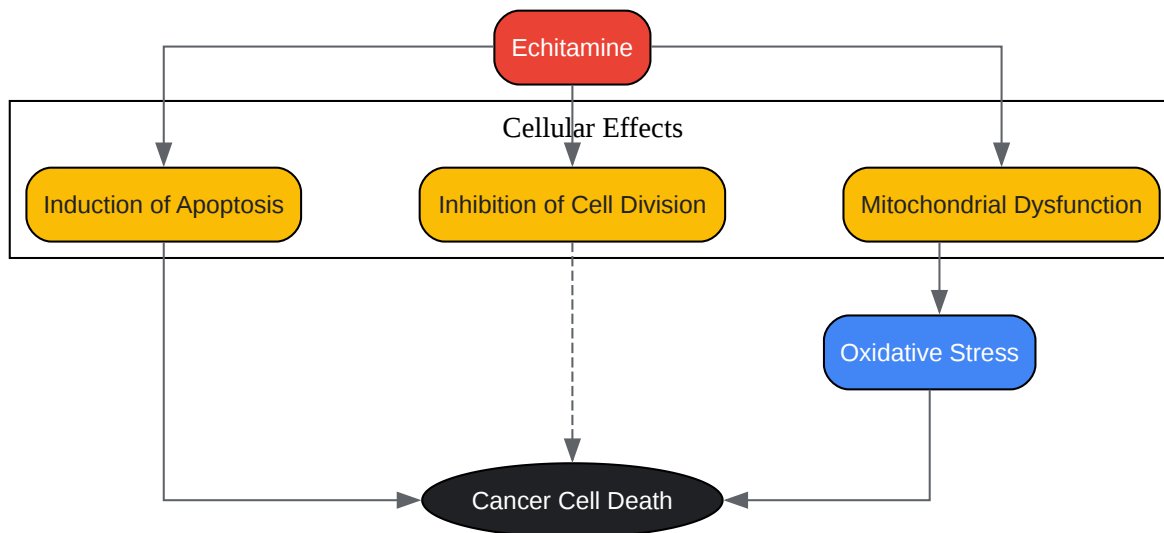 Echitamine
Cellular Effects
Induction of Apoptosis
Inhibition of Cell Division
Mitochondrial Dysfunction
Oxidative Stress
Cancer Cell Death